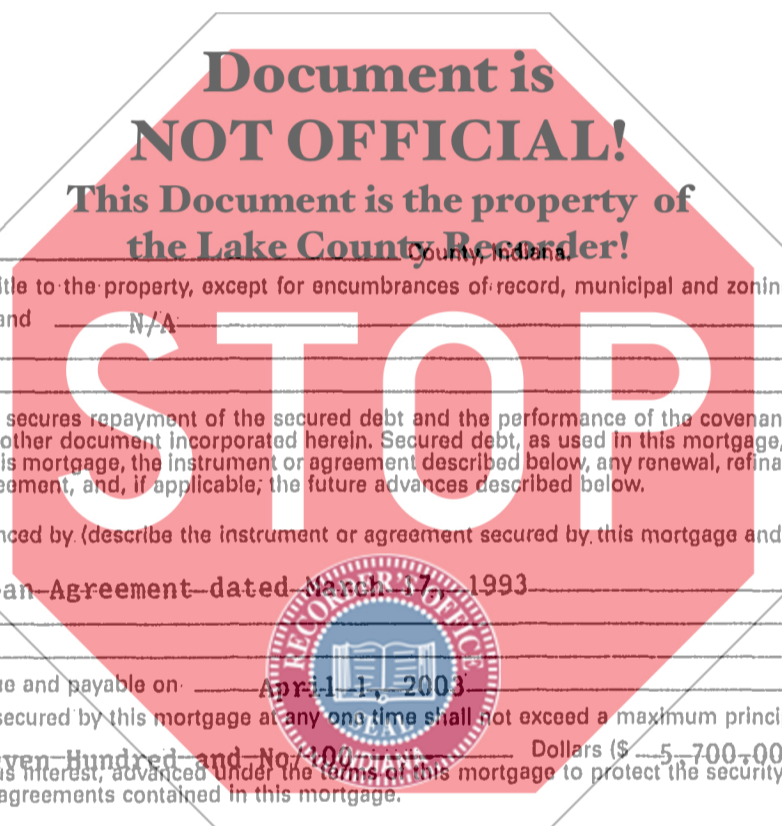 Document is
NOT OFFICIAL!
This Document is the property of
the Lake County Recorder!
County, Indiana.
itle to the property, except for encumbrances of record, municipal and zonin
and N/A
STOP
secures repayment of the secured debt and the performance of the covenan
other document incorporated herein. Secured debt, as used in this mortgage,
is mortgage, the instrument or agreement described below, any renewal, refina
eement, and, if applicable, the future advances described below.
nced by (describe the instrument or agreement secured by this mortgage and
an Agreement dated March 17, 1993
RECORDER'S OFFICE
SEAL
INDIANA
ue and payable on April 1, 2003
secured by this mortgage at any one time shall not exceed a maximum princi
ven Hundred and No/100 Dollars ($ 5,700.00
us interest, advanced under the terms of this mortgage to protect the security
agreements contained in this mortgage.